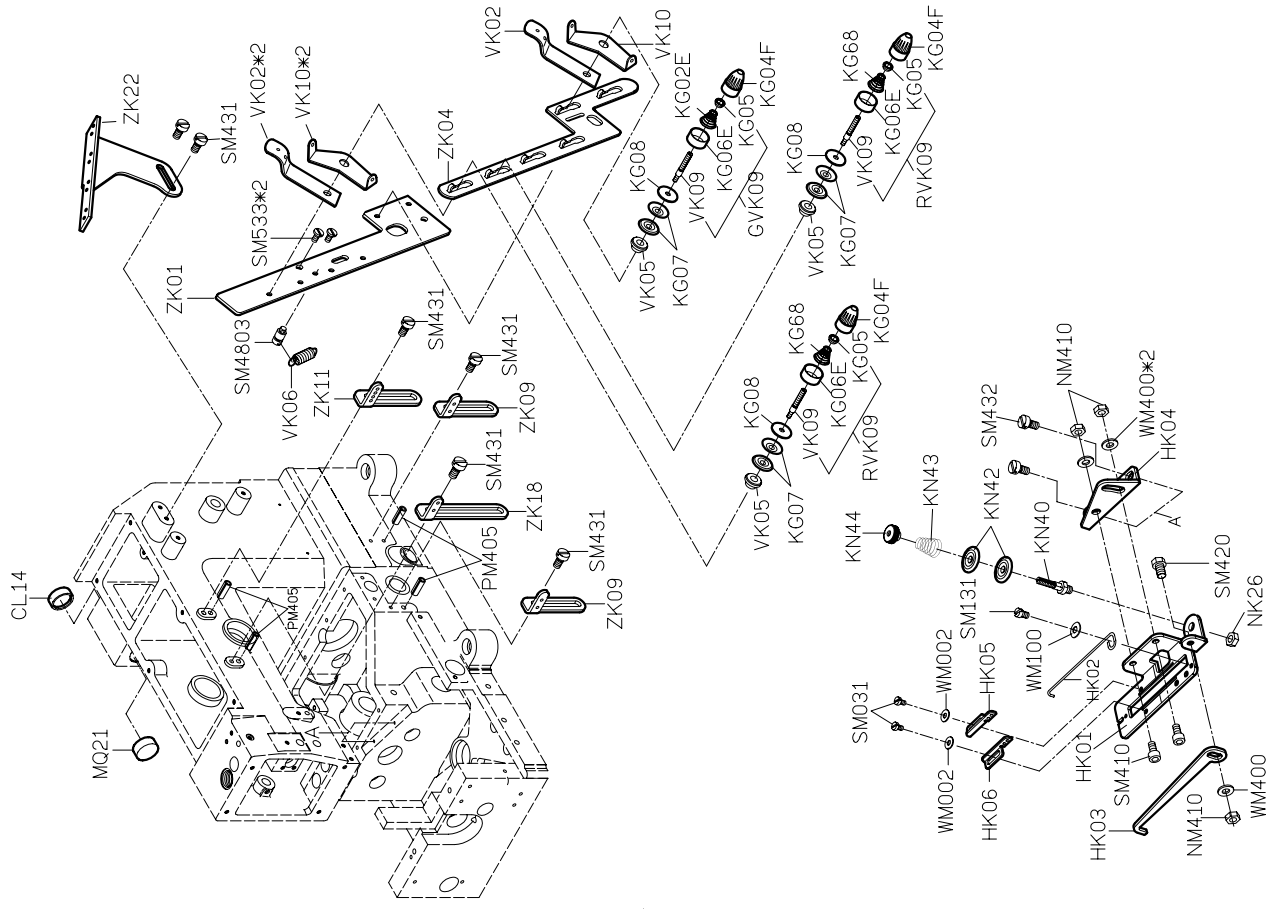 ZK22
SM431
VK02*2
VK10*2
SM533*2
ZK01
SM4803
VK06
VK02
VK10
ZK04
KG02E
KG04F
KG05
KG06E
KG08
VK09
GVK09
KG07
VK05
KG68
KG04F
KG05
KG06E
KG08
VK09
RVK09
KG07
VK05
KG68
KG04F
KG05
KG06E
KG08
VK09
RVK09
KG07
VK05
SM431
ZK11
SM431
ZK09
SM431
ZK18
SM431
ZK09
PM405
PM405
CL14
MQ21
A
NM410
SM432
WM400*2
HK04
A
KN43
KN44
KN42
KN40
SM420
NK26
SM131
WM100
HK02
WM002
HK05
SM031
WM002
HK06
HK01
SM410
HK03
NM410
WM400